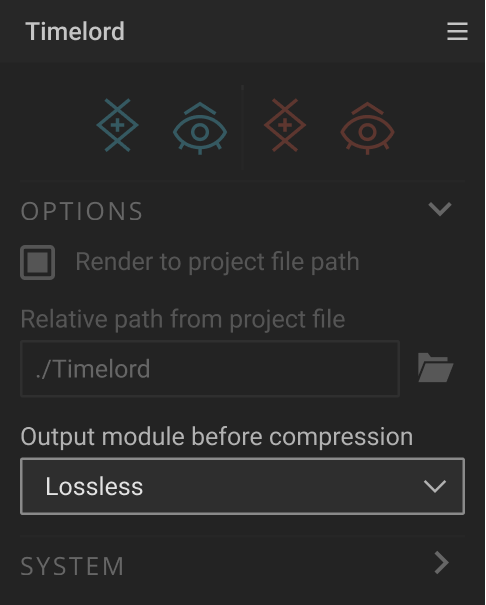 Timelord
OPTIONS
Render to project file path
Relative path from project file
./Timelord
Output module before compression
Lossless
SYSTEM